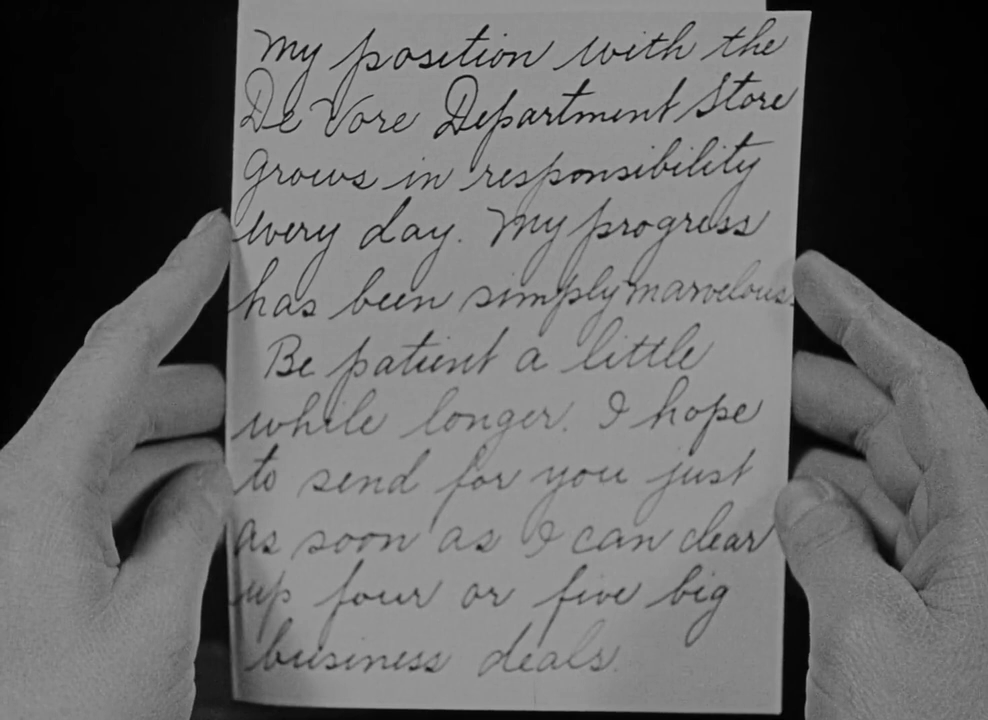 My position with the
De Vore Department Store
grows in responsibility
every day. My progress
has been simply marvelous.
Be patient a little
while longer. I hope
to send for you just
as soon as I can clear
up four or five big
business deals.